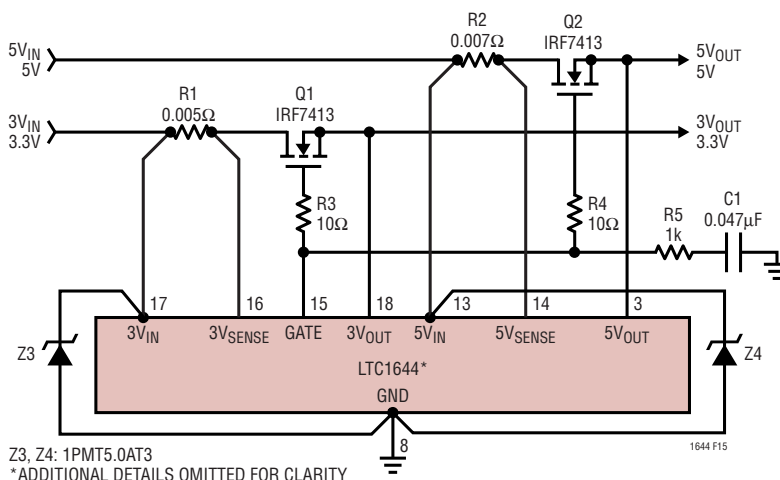 R2
0.007Ω
Q2
IRF7413
5VIN
5V
5VOUT
5V
R1
0.005Ω
Q1
IRF7413
3VIN
3.3V
3VOUT
3.3V
R3
10Ω
R4
10Ω
R5
1k
C1
0.047µF
17
16
15
18
13
14
3
3VIN
3VSENSE
GATE
3VOUT
5VIN
5VSENSE
5VOUT
Z3
LTC1644*
Z4
GND
8
1644 F15
Z3, Z4: 1PMT5.0AT3
*ADDITIONAL DETAILS OMITTED FOR CLARITY